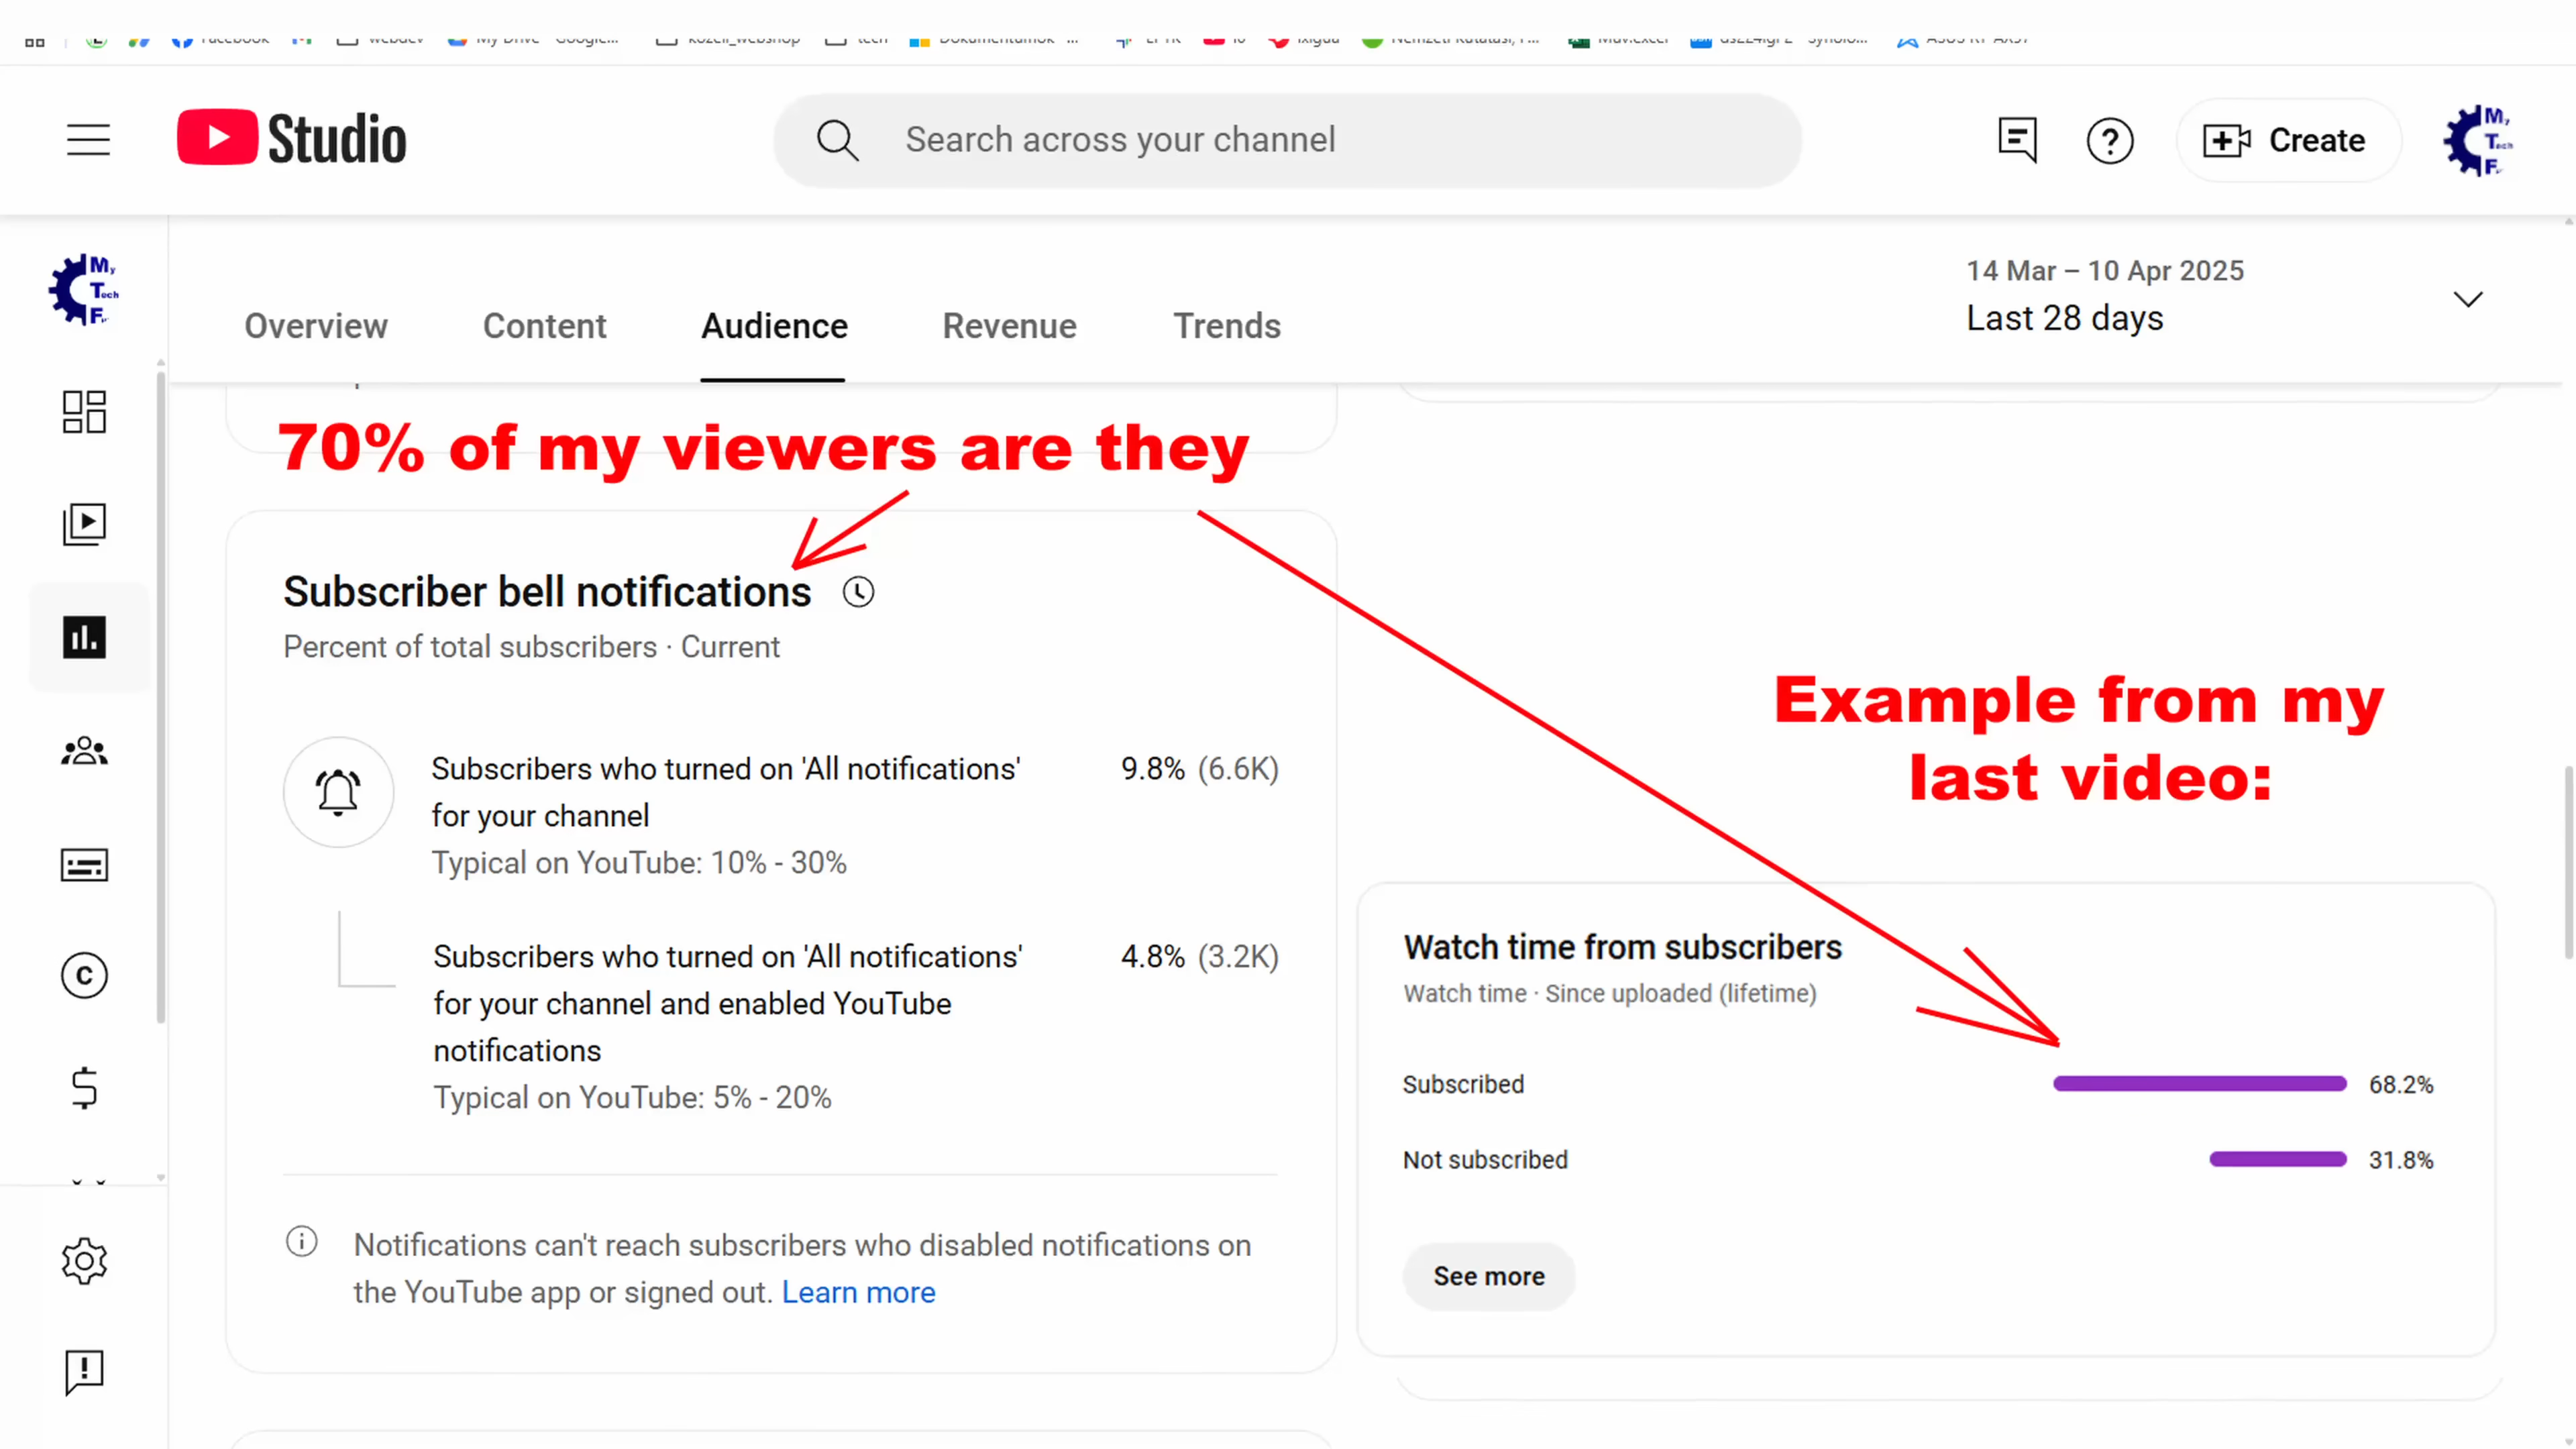 Studio
Search across your channel
Create
My
Tech
F
My
Tech
F
14 Mar – 10 Apr 2025
Last 28 days
Overview
Content
Audience
Revenue
Trends
70% of my viewers are they
Subscriber bell notifications
Percent of total subscribers · Current
Subscribers who turned on 'All notifications' 9.8% (6.6K)
for your channel
Typical on YouTube: 10% - 30%
Subscribers who turned on 'All notifications' 4.8% (3.2K)
for your channel and enabled YouTube
notifications
Typical on YouTube: 5% - 20%
Notifications can't reach subscribers who disabled notifications on
the YouTube app or signed out. Learn more
Example from my
last video:
Watch time from subscribers
Watch time · Since uploaded (lifetime)
Subscribed 68.2%
Not subscribed 31.8%
See more